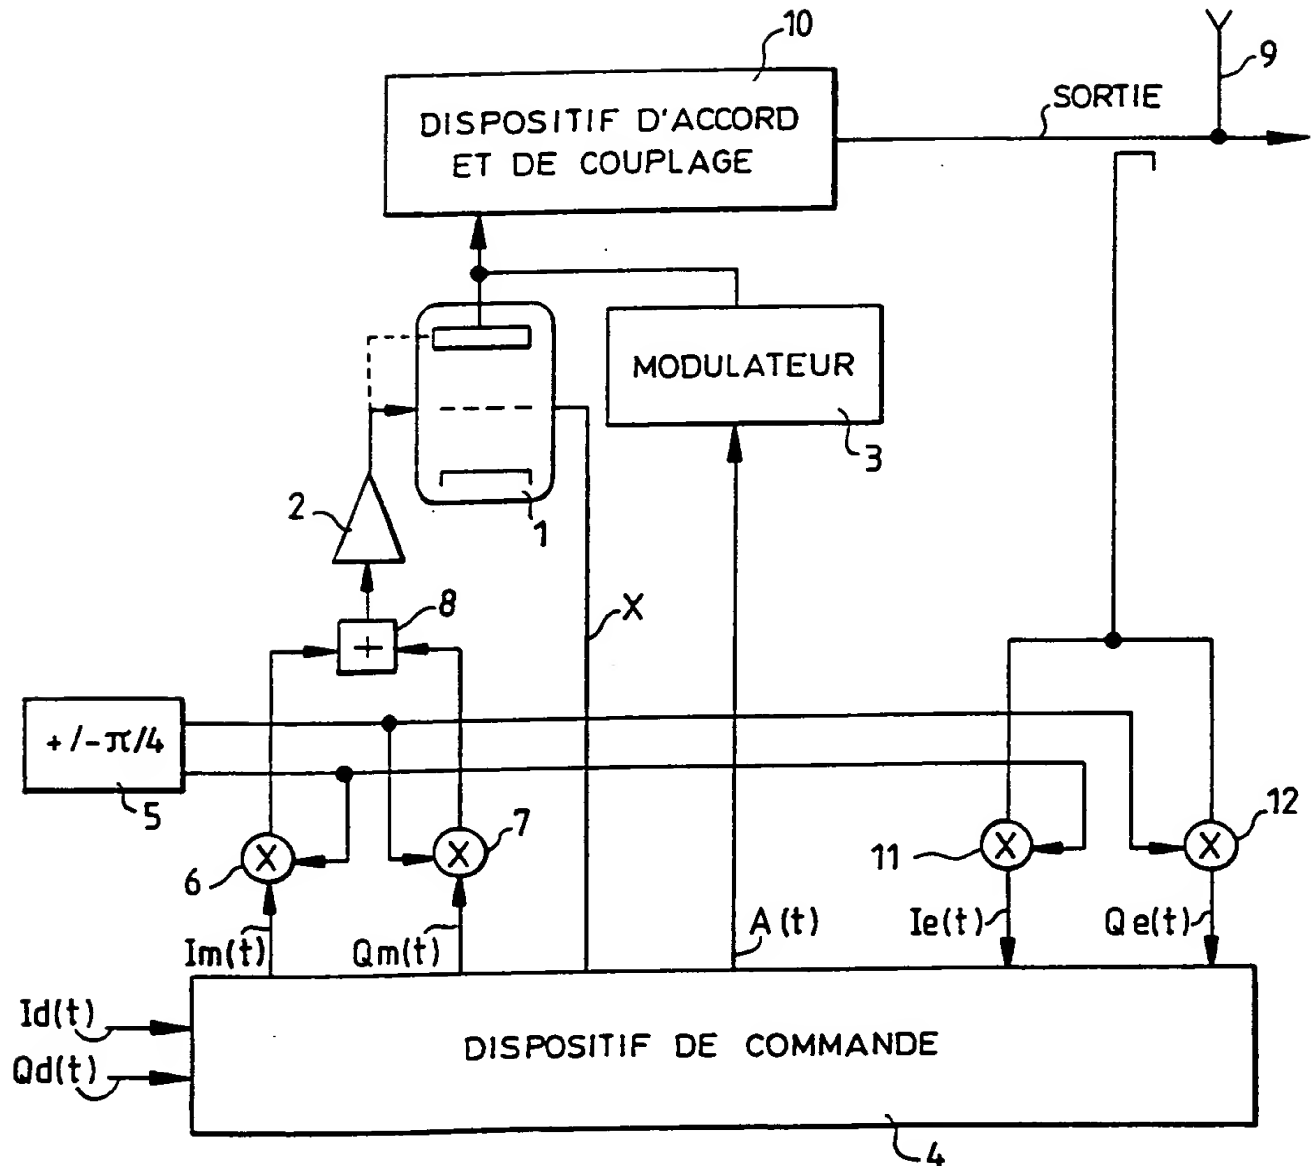 10
DISPOSITIF D'ACCORD
ET DE COUPLAGE
SORTIE
9
MODULATEUR
3
2
1
8
+
X
+/-π/4
5
6
X
X
7
11
X
X
12
Im(t)
Qm(t)
A(t)
Ie(t)
Qe(t)
Id(t)
Qd(t)
DISPOSITIF DE COMMANDE
4